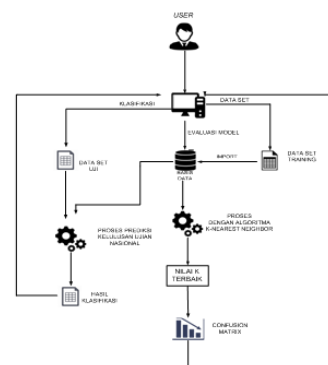 USER
KLASIFIKASI
DATA SET
EVALUASI MODEL
DATA SET
UJI
BASIS
DATA
IMPORT
DATA SET
TRAINING
PROSES PREDIKSI
KELULUSAN UJIAN
NASIONAL
PROSES
DENGAN ALGORITMA
K-NEAREST NEIGHBOR
NILAI K
TERBAIK
HASIL
KLASIFIKASI
CONFUSION
MATRIX